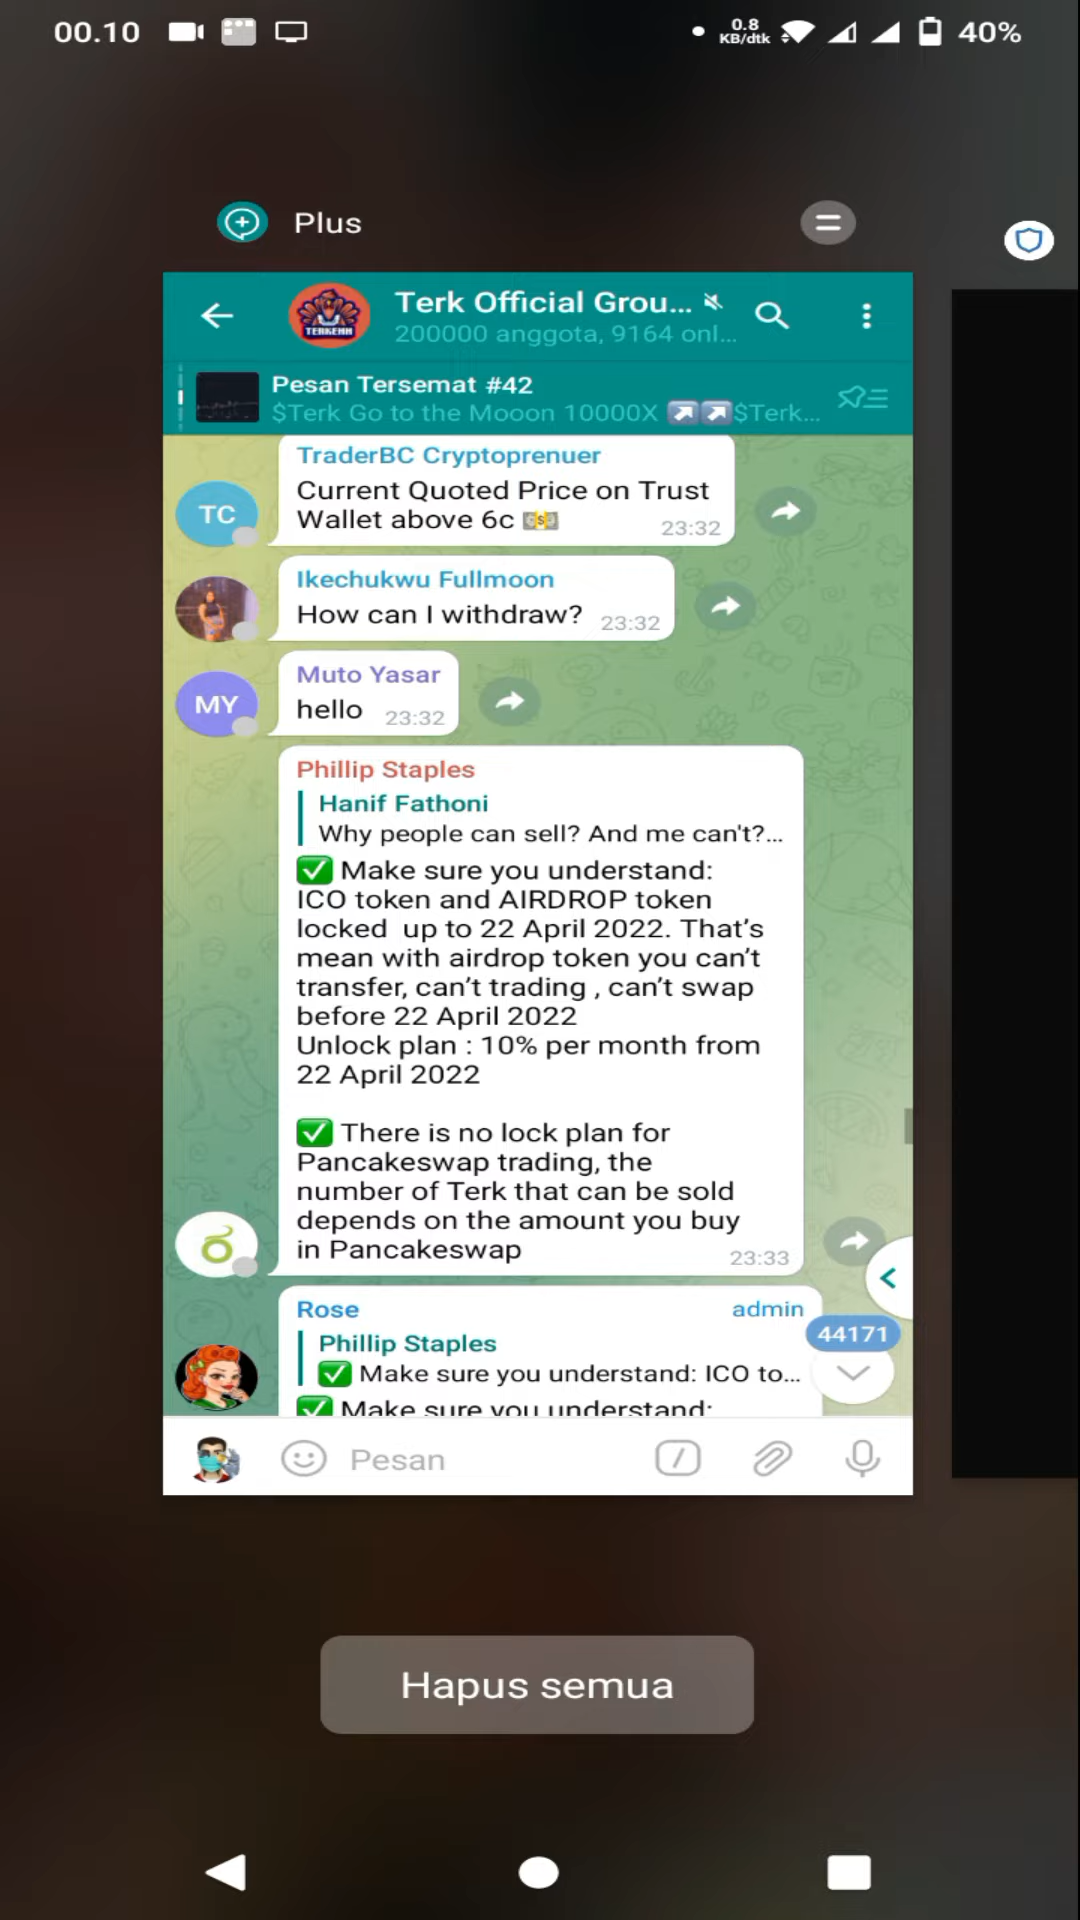 00.10
0.8
KB/dtk
40%
Plus
Terk Official Grou...
200000 anggota, 9164 onl...
Pesan Tersemat #42
$Terk Go to the Mooon 10000X ↗️↗️$Terk...
TraderBC Cryptoprenuer
TC
Current Quoted Price on Trust
Wallet above 6c 💵
23:32
Ikechukwu Fullmoon
How can I withdraw? 23:32
Muto Yasar
MY
hello 23:32
Phillip Staples
Hanif Fathoni
Why people can sell? And me can't?...
✅ Make sure you understand:
ICO token and AIRDROP token
locked up to 22 April 2022. That's
mean with airdrop token you can't
transfer, can't trading , can't swap
before 22 April 2022
Unlock plan : 10% per month from
22 April 2022
✅ There is no lock plan for
Pancakeswap trading, the
number of Terk that can be sold
depends on the amount you buy
in Pancakeswap
23:33
Rose admin
Phillip Staples
✅ Make sure you understand: ICO to...
✅ Make sure you understand:
44171
Pesan
Hapus semua